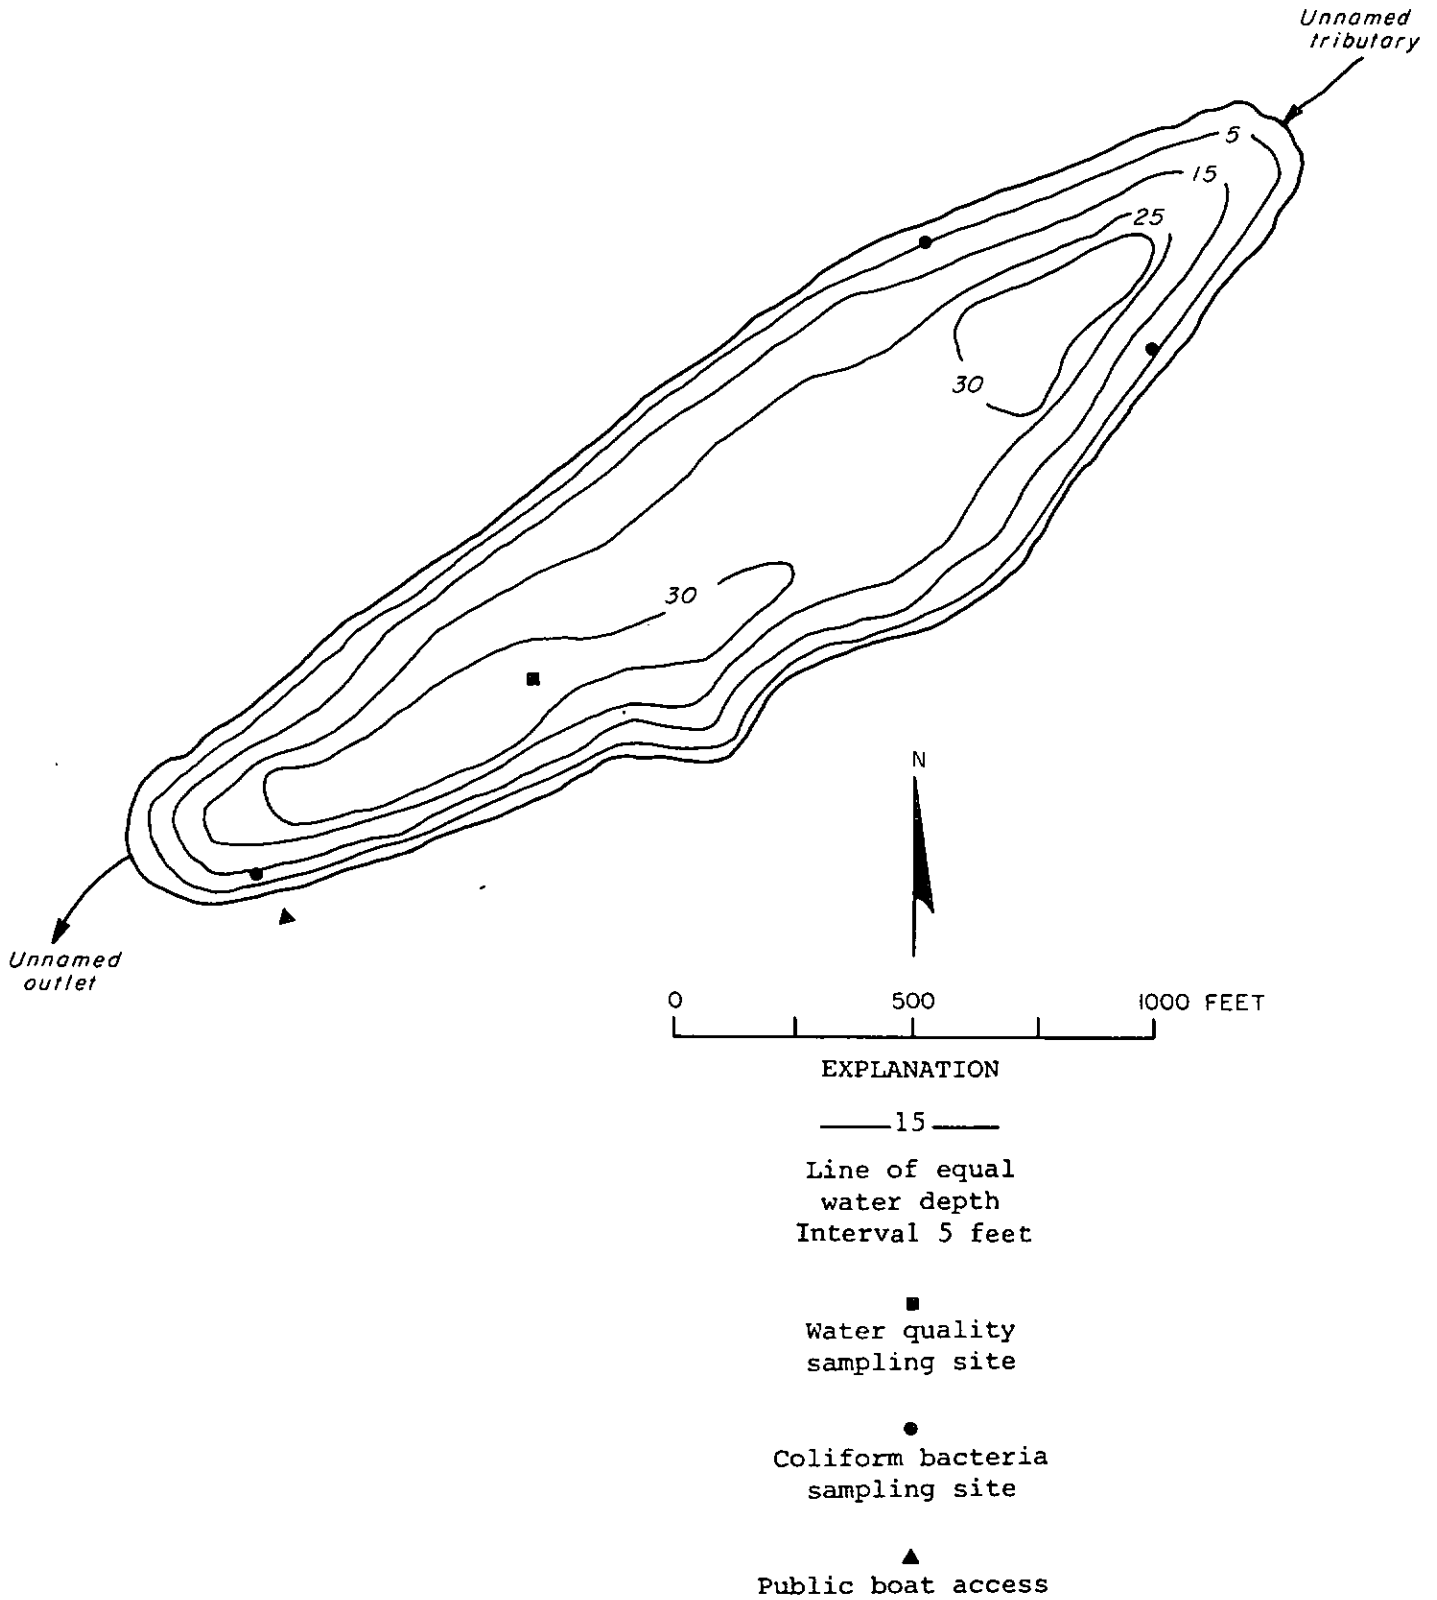 Unnamed
tributary
5
15
25
30
30
N
Unnamed
outlet
0 500 1000 FEET
EXPLANATION
15
Line of equal
water depth
Interval 5 feet
Water quality
sampling site
Coliform bacteria
sampling site
Public boat access